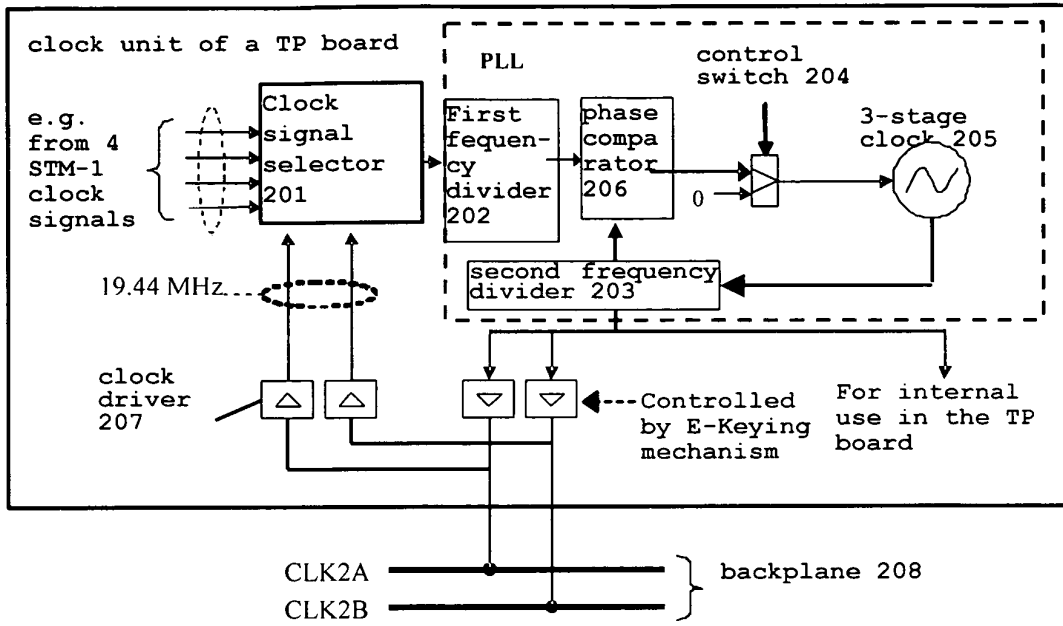 clock unit of a TP board
e.g.
from 4
STM-1
clock
signals
Clock
signal
selector
201
PLL
First
fequen-
cy
divider
202
phase
compa
rator
206
control
switch 204
0
3-stage
clock 205
second frequency
divider 203
19.44 MHz
clock
driver
207
Controlled
by E-Keying
mechanism
For internal
use in the TP
board
CLK2A
CLK2B
backplane 208